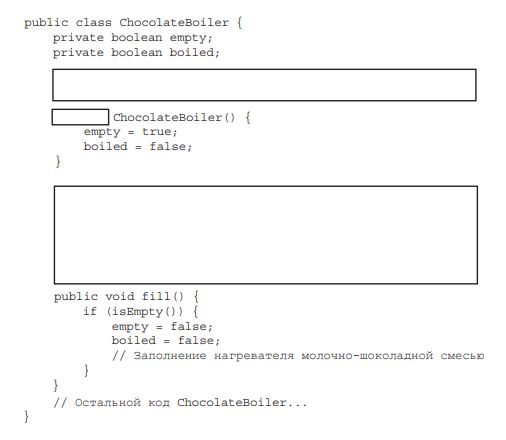 public class ChocolateBoiler {
private boolean empty;
private boolean boiled;
ChocolateBoiler() {
empty = true;
boiled = false;
}
public void fill() {
if (isEmpty()) {
empty = false;
boiled = false;
// Заполнение нагревателя молочно-шоколадной смесью
}
}
// Остальной код ChocolateBoiler...
}